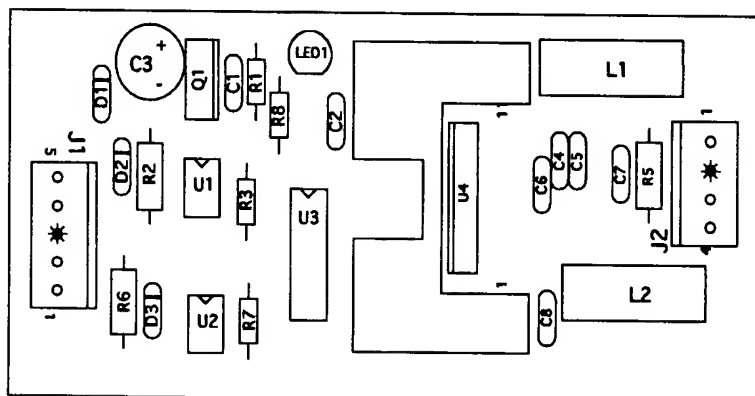 C3
+
-
D1
Q1
C1
R1
LED1
R8
C2
L1
11
1
J1
5
D2
R2
U1
R3
U3
U4
C6
C4
C5
C7
R5
J2
4
1
R6
D3
U2
R7
1
C8
L2